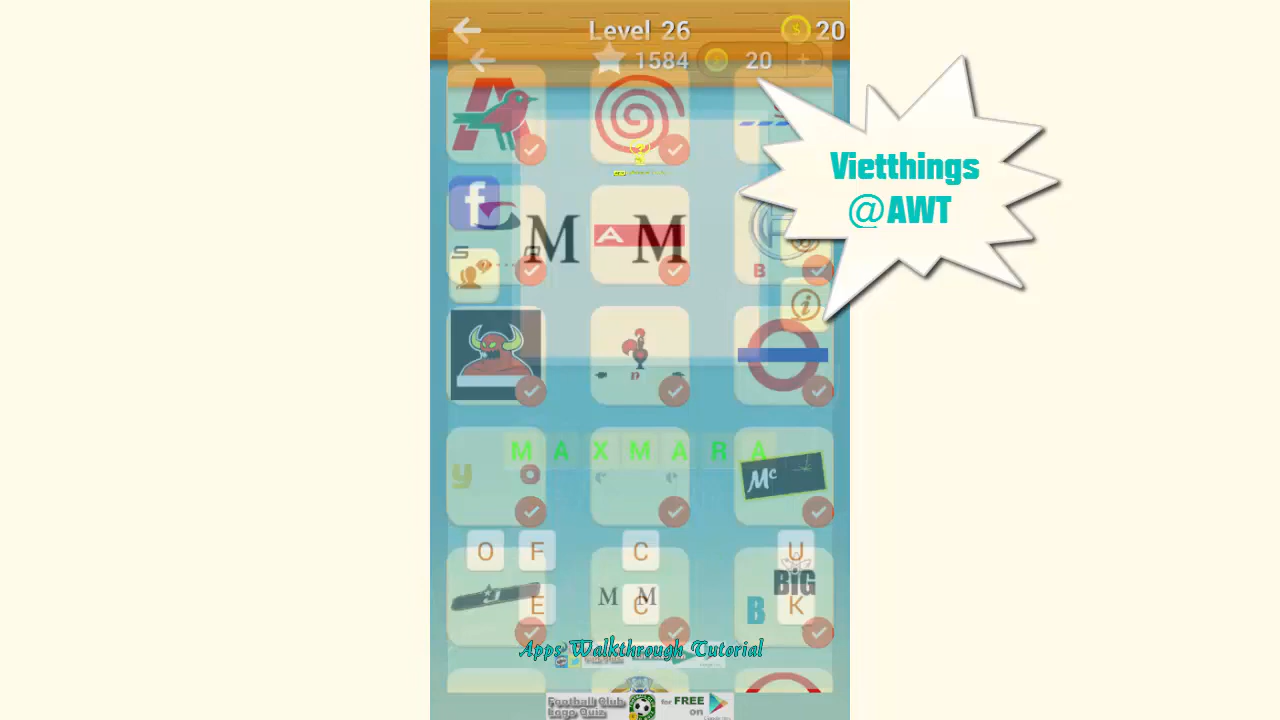 Level 26
20
1584
20
+
Vietthings
@AWT
f
M M
A
S
B
n
M A X M A R A
y o
e e
Mc
O F C U
y
M M
BiG
B
E C K
Apps Walkthrough Tutorial
Football Club
Logo Quiz
for FREE
on